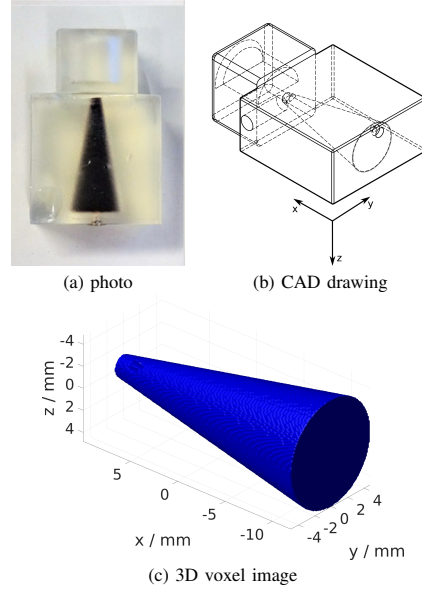 x
y
z
(a) photo
(b) CAD drawing
-4
-2
0
2
4
z / mm
5
0
-5
-10
x / mm
-4
-2
0
2
4
y / mm
(c) 3D voxel image